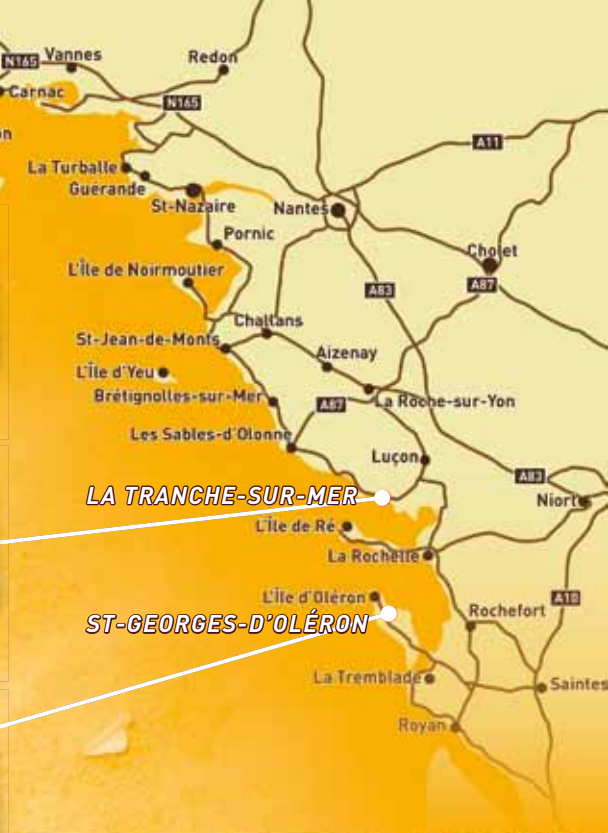 N165
Vannes
Redon
Carnac
N165
on
A11
La Turballe
Guérande
St-Nazaire
Nantes
Pornic
Cholet
L'Île de Noirmoutier
A87
A83
Challans
St-Jean-de-Monts
Aizenay
L'Île d'Yeu
Brétignolles-sur-Mer
A87
La Roche-sur-Yon
Les Sables-d'Olonne
Luçon
A83
LA TRANCHE-SUR-MER
Niort
L'Île de Ré
La Rochelle
L'Île d'Oléron
A10
Rochefort
ST-GEORGES-D'OLÉRON
La Tremblade
Saintes
Royan